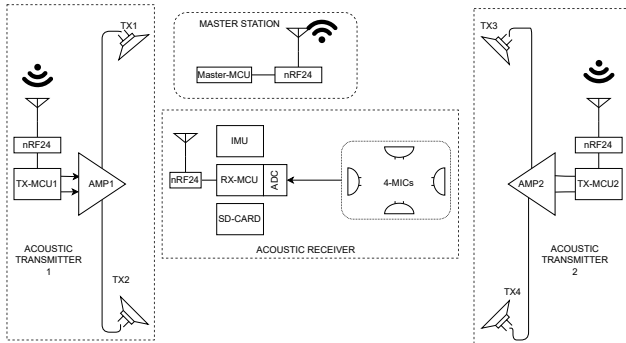 TX1
TX3
MASTER STATION
Master-MCU
nRF24
nRF24
TX-MCU1
AMP1
IMU
nRF24
RX-MCU
ADC
4-MICs
SD-CARD
ACOUSTIC RECEIVER
nRF24
AMP2
TX-MCU2
ACOUSTIC
TRANSMITTER
1
TX2
TX4
ACOUSTIC
TRANSMITTER
2